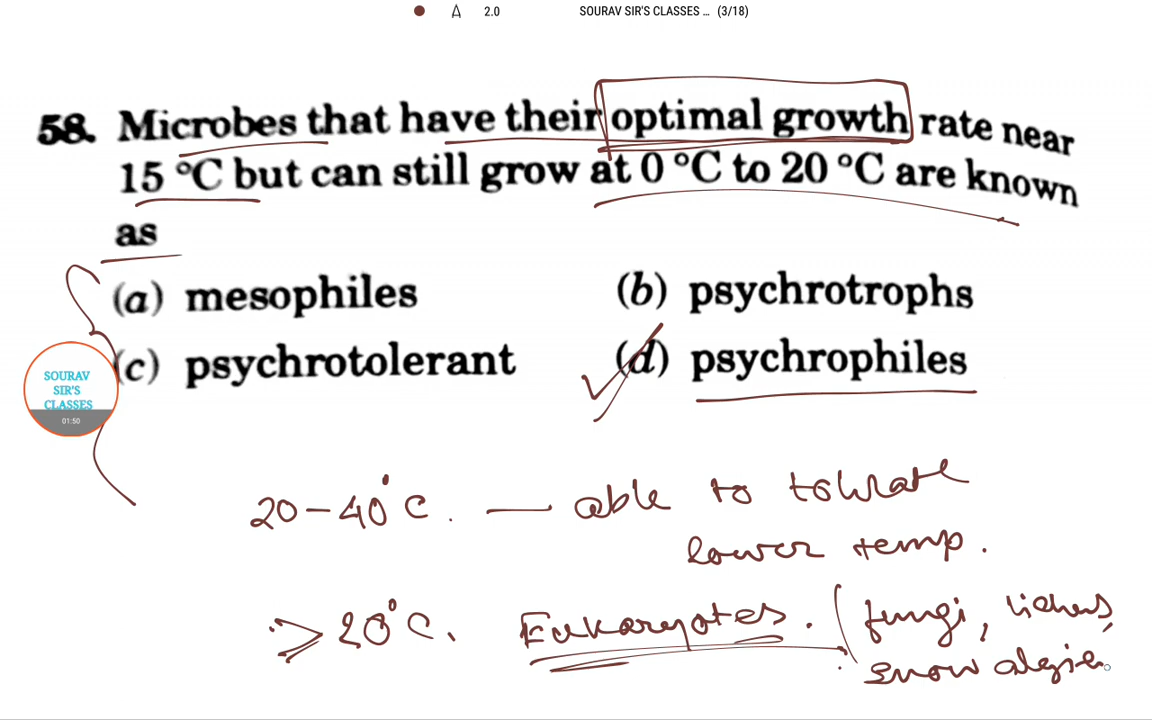 2.0 SOURAV SIR'S CLASSES ... (3/18)
58. Microbes that have their optimal growth rate near
15 °C but can still grow at 0 °C to 20 °C are known
as
(a) mesophiles (b) psychrotrophs
(c) psychrotolerant (d) psychrophiles
SOURAV
SIR'S
CLASSES
01:50
20-40°C. — able to tolerate
lower temp.
> 20°C. Eukaryotes. (fungi, lichens,
snow algie.